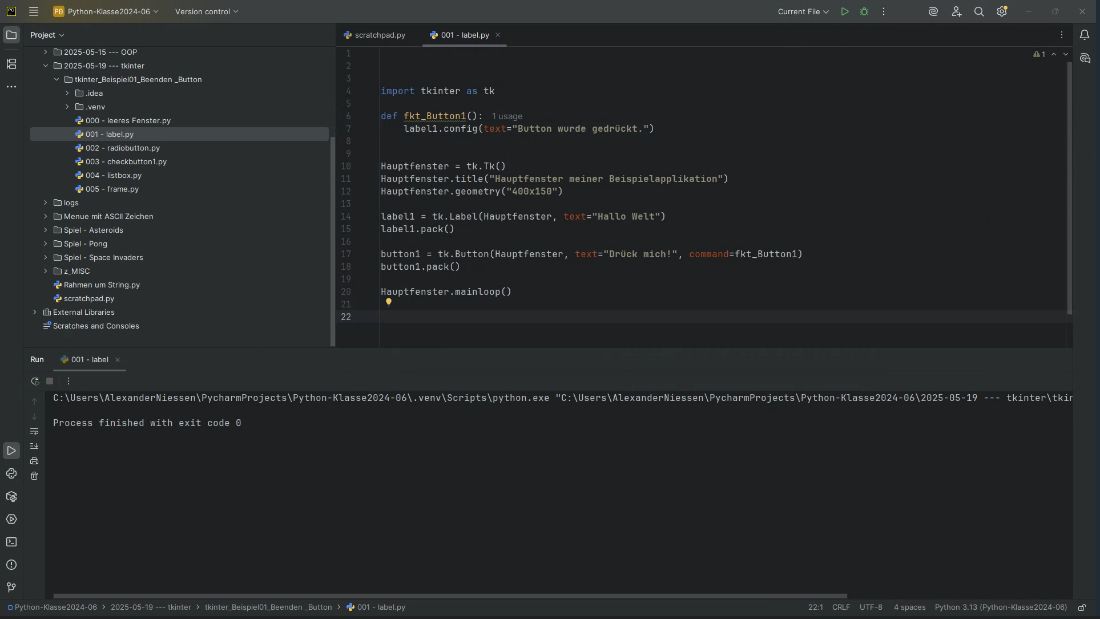 PD Python-Klasse2024-06 Version control Current File
Project
scratchpad.py 001 - label.py
2025-05-15 --- OOP
2025-05-19 --- tkinter
tkinter_Beispiel01_Beenden _Button
.idea
.venv
000 - leeres Fenster.py
001 - label.py
002 - radiobutton.py
003 - checkbutton1.py
004 - listbox.py
005 - frame.py
logs
Menue mit ASCII Zeichen
Spiel - Asteroids
Spiel - Pong
Spiel - Space Invaders
z_MISC
Rahmen um String.py
scratchpad.py
External Libraries
Scratches and Consoles
1
1
2
3
4 import tkinter as tk
5
6 def fkt_Button1(): 1 usage
7 label1.config(text="Button wurde gedrückt.")
8
9
10 Hauptfenster = tk.Tk()
11 Hauptfenster.title("Hauptfenster meiner Beispielapplikation")
12 Hauptfenster.geometry("400x150")
13
14 label1 = tk.Label(Hauptfenster, text="Hallo Welt")
15 label1.pack()
16
17 button1 = tk.Button(Hauptfenster, text="Drück mich!", command=fkt_Button1)
18 button1.pack()
19
20 Hauptfenster.mainloop()
21
22
Run 001 - label
C:\Users\AlexanderNiessen\PycharmProjects\Python-Klasse2024-06\.venv\Scripts\python.exe "C:\Users\AlexanderNiessen\PycharmProjects\Python-Klasse2024-06\2025-05-19 --- tkinter\tkin
Process finished with exit code 0
Python-Klasse2024-06 2025-05-19 --- tkinter tkinter_Beispiel01_Beenden _Button 001 - label.py 22:1 CRLF UTF-8 4 spaces Python 3.13 (Python-Klasse2024-06)